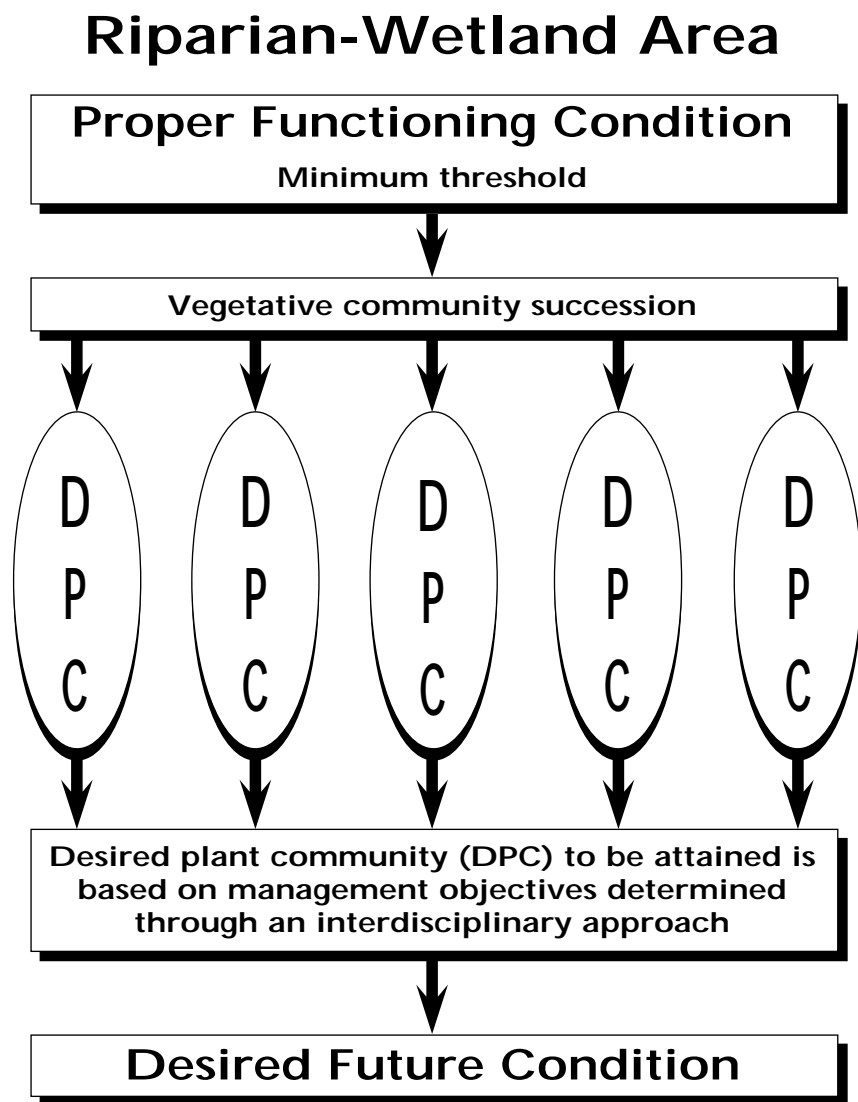 Riparian-Wetland Area
Proper Functioning Condition
Minimum threshold
Vegetative community succession
D D D D D
P P P P P
C C C C C
Desired plant community (DPC) to be attained is
based on management objectives determined
through an interdisciplinary approach
Desired Future Condition